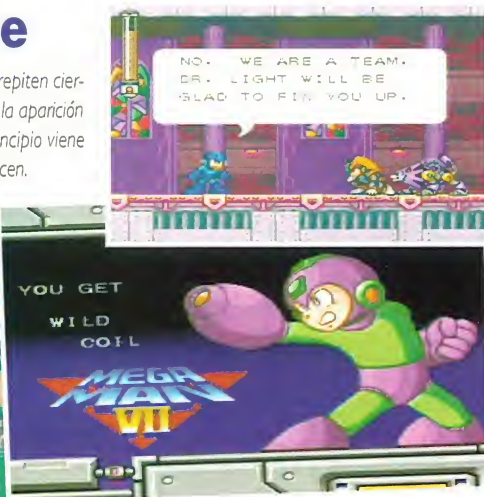 e
repiten cier-
la aparición
ncipio viene
cen.
NO. WE ARE A TEAM.
DR. LIGHT WILL BE
GLAD TO FIX YOU UP.
YOU GET
WILD
COIL
MEGA
MAN
VII